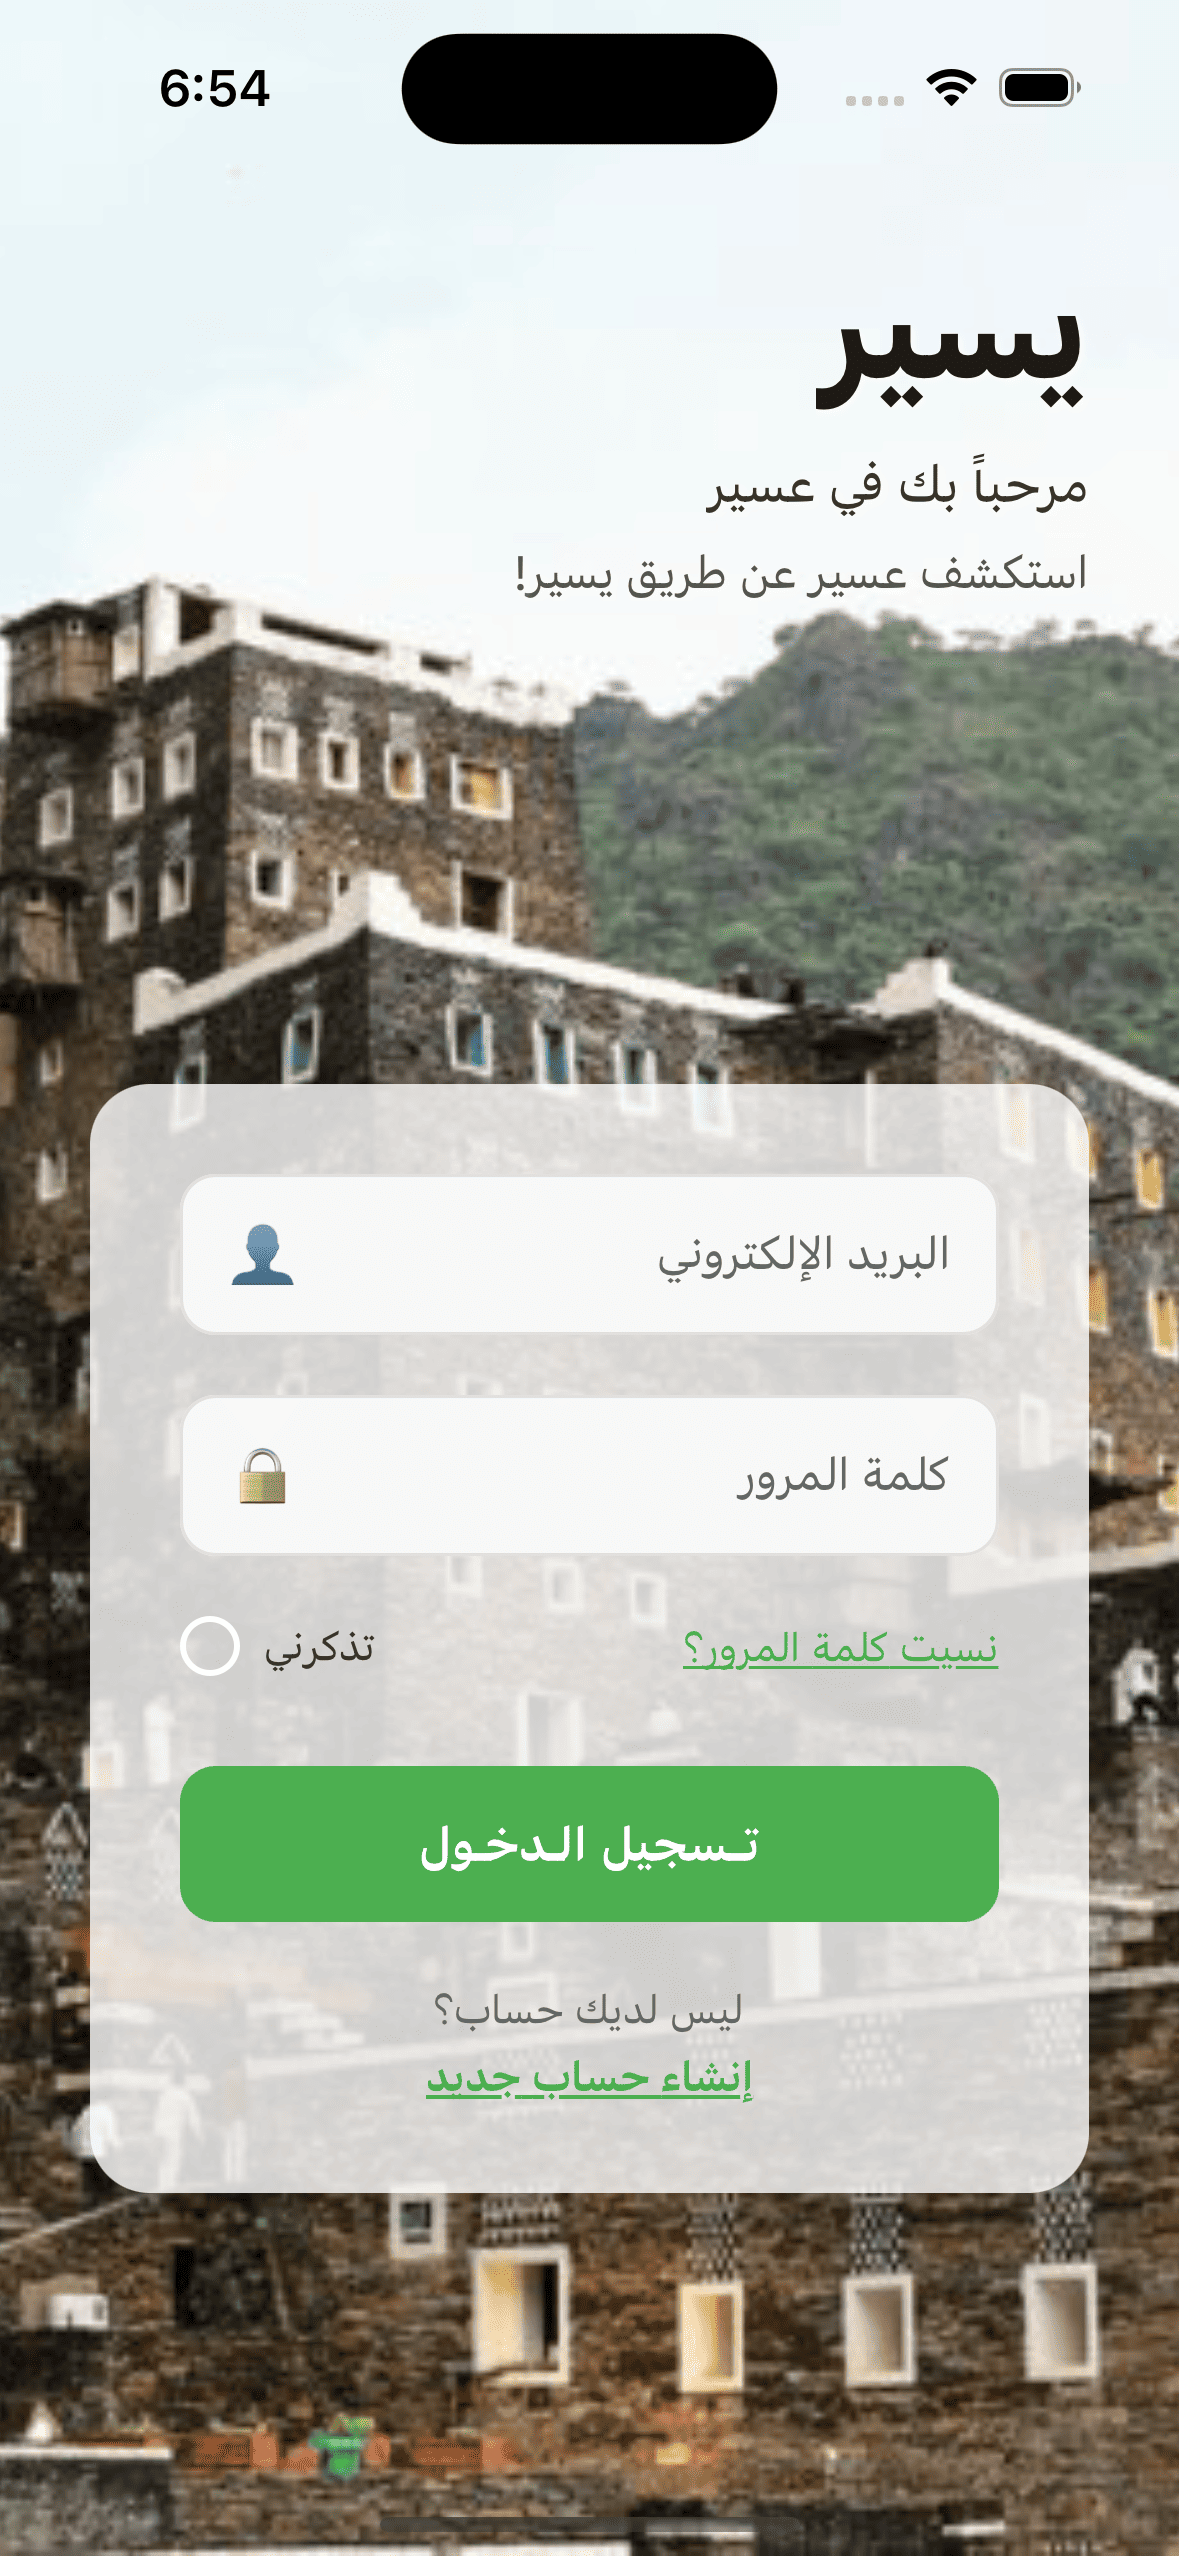 6:54
يسير
مرحباً بك في عسير
استكشف عسير عن طريق يسير!
البريد الإلكتروني
كلمة المرور
نسيت كلمة المرور؟ تذكرني
تسجيل الدخول
ليس لديك حساب؟
إنشاء حساب جديد